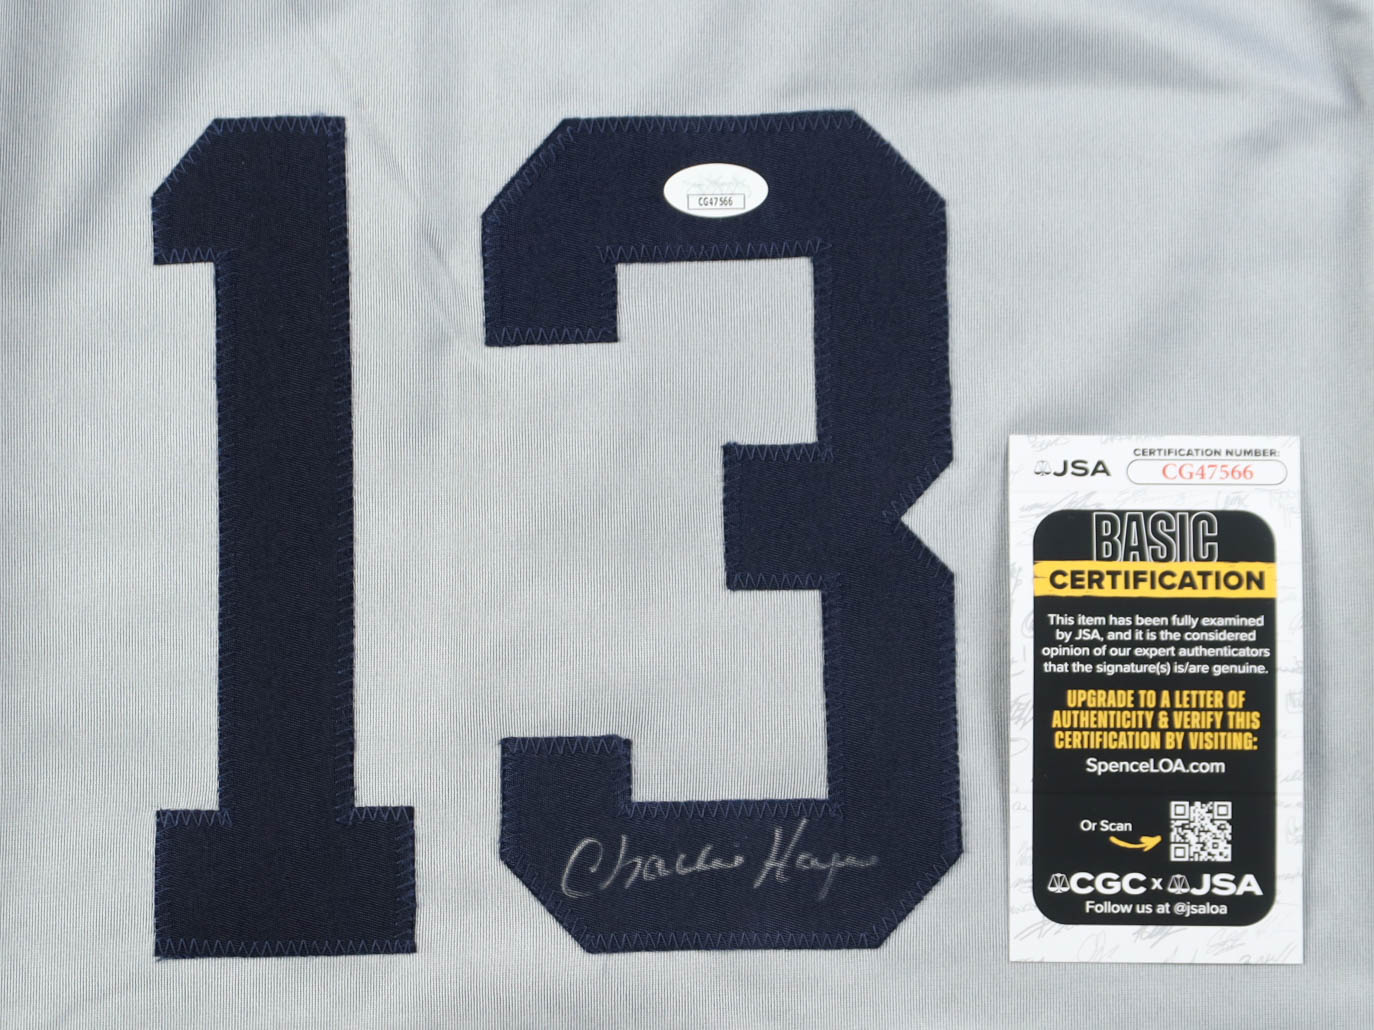 13
CG47566
Charlie Hayes
JSA
CERTIFICATION NUMBER:
CG47566
BASIC
CERTIFICATION
This item has been fully examined
by JSA, and it is the considered
opinion of our expert authenticators
that the signature(s) is/are genuine.
UPGRADE TO A LETTER OF
AUTHENTICITY & VERIFY THIS
CERTIFICATION BY VISITING:
SpenceLOA.com
Or Scan
CGC x JSA
Follow us at @jsaloa